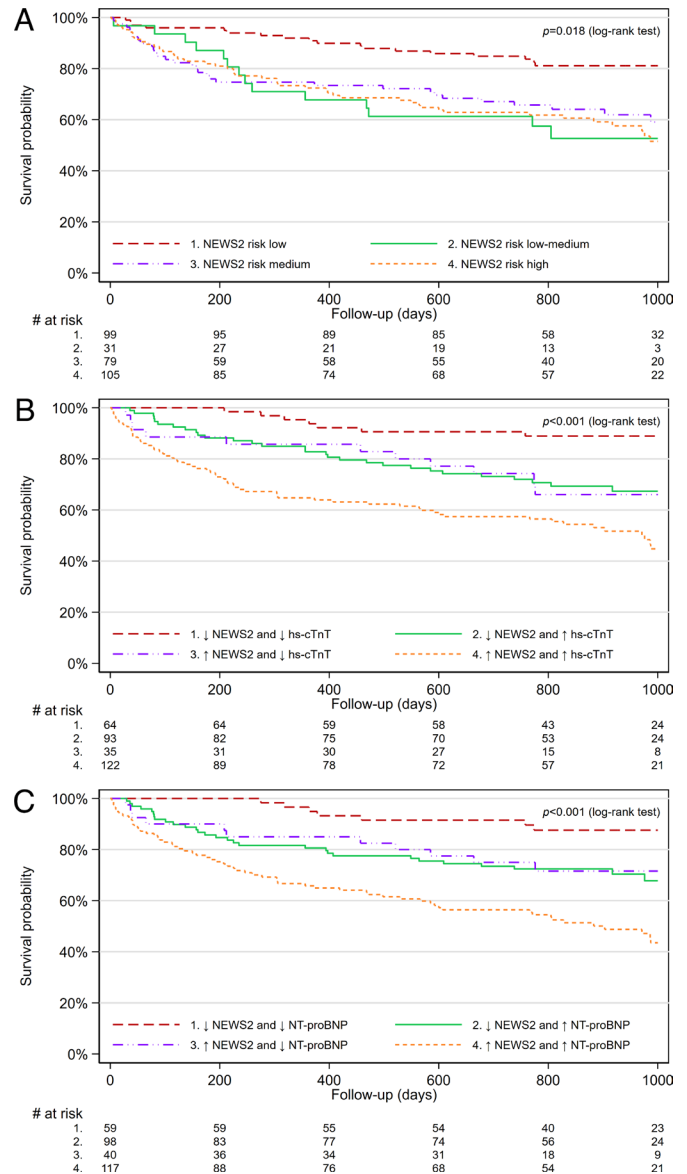 A
100%
80%
60%
40%
20%
0%
Survival probability
p=0.018 (log-rank test)
1. NEWS2 risk low
2. NEWS2 risk low-medium
3. NEWS2 risk medium
4. NEWS2 risk high
0 200 400 600 800 1000
Follow-up (days)
# at risk
1. 99 95 89 85 58 32
2. 31 27 21 19 13 3
3. 79 59 58 55 40 20
4. 105 85 74 68 57 22
B
100%
80%
60%
40%
20%
0%
Survival probability
p<0.001 (log-rank test)
1. ↓ NEWS2 and ↓ hs-cTnT
2. ↓ NEWS2 and ↑ hs-cTnT
3. ↑ NEWS2 and ↓ hs-cTnT
4. ↑ NEWS2 and ↑ hs-cTnT
0 200 400 600 800 1000
Follow-up (days)
# at risk
1. 64 64 59 58 43 24
2. 93 82 75 70 53 24
3. 35 31 30 27 15 8
4. 122 89 78 72 57 21
C
100%
80%
60%
40%
20%
0%
Survival probability
p<0.001 (log-rank test)
1. ↓ NEWS2 and ↓ NT-proBNP
2. ↓ NEWS2 and ↑ NT-proBNP
3. ↑ NEWS2 and ↓ NT-proBNP
4. ↑ NEWS2 and ↑ NT-proBNP
0 200 400 600 800 1000
Follow-up (days)
# at risk
1. 59 59 55 54 40 23
2. 98 83 77 74 56 24
3. 40 36 34 31 18 9
4. 117 88 76 68 54 21